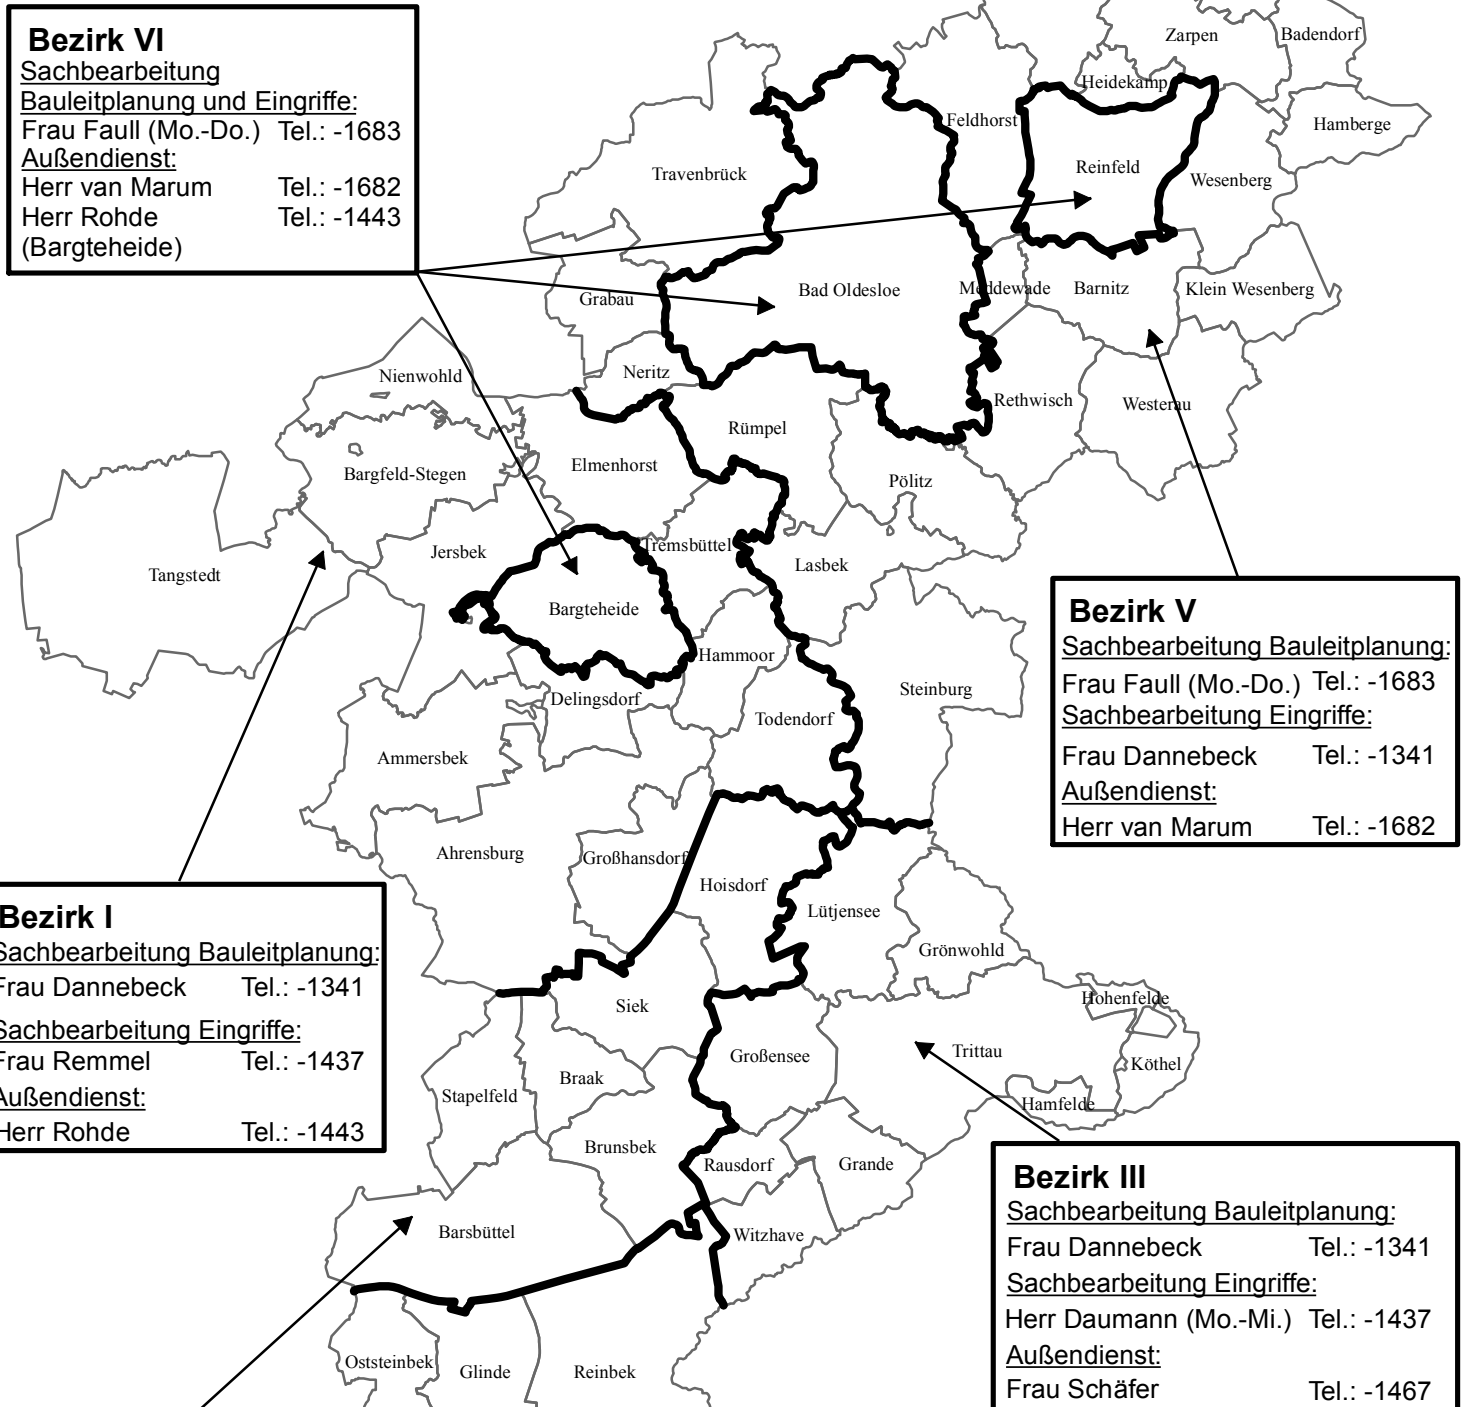 Bezirk VI
Sachbearbeitung
Bauleitplanung und Eingriffe:
Frau Faull (Mo.-Do.) Tel.: -1683
Außendienst:
Herr van Marum Tel.: -1682
Herr Rohde Tel.: -1443
(Bargteheide)
Zarpen
Badendorf
Heidekamp
Feldhorst
Hamberge
Travenbrück
Reinfeld
Wesenberg
Grabau
Bad Oldesloe
Meddewade
Barnitz
Klein Wesenberg
Nienwohld
Neritz
Rethwisch
Westerau
Rümpel
Bargfeld-Stegen
Elmenhorst
Pölitz
Jersbek
Tremsbüttel
Lasbek
Tangstedt
Bargteheide
Hammoor
Steinburg
Delingsdorf
Todendorf
Ammersbek
Bezirk V
Sachbearbeitung Bauleitplanung:
Frau Faull (Mo.-Do.) Tel.: -1683
Sachbearbeitung Eingriffe:
Frau Dannebeck Tel.: -1341
Außendienst:
Herr van Marum Tel.: -1682
Ahrensburg
Großhansdorf
Hoisdorf
Lütjensee
Grönwohld
Bezirk I
Sachbearbeitung Bauleitplanung:
Frau Dannebeck Tel.: -1341
Sachbearbeitung Eingriffe:
Frau Remmel Tel.: -1437
Außendienst:
Herr Rohde Tel.: -1443
Siek
Hohenfelde
Großensee
Trittau
Köthel
Braak
Stapelfeld
Hamfelde
Brunsbek
Rausdorf
Grande
Barsbüttel
Witzhave
Oststeinbek
Glinde
Reinbek
Bezirk III
Sachbearbeitung Bauleitplanung:
Frau Dannebeck Tel.: -1341
Sachbearbeitung Eingriffe:
Herr Daumann (Mo.-Mi.) Tel.: -1437
Außendienst:
Frau Schäfer Tel.: -1467